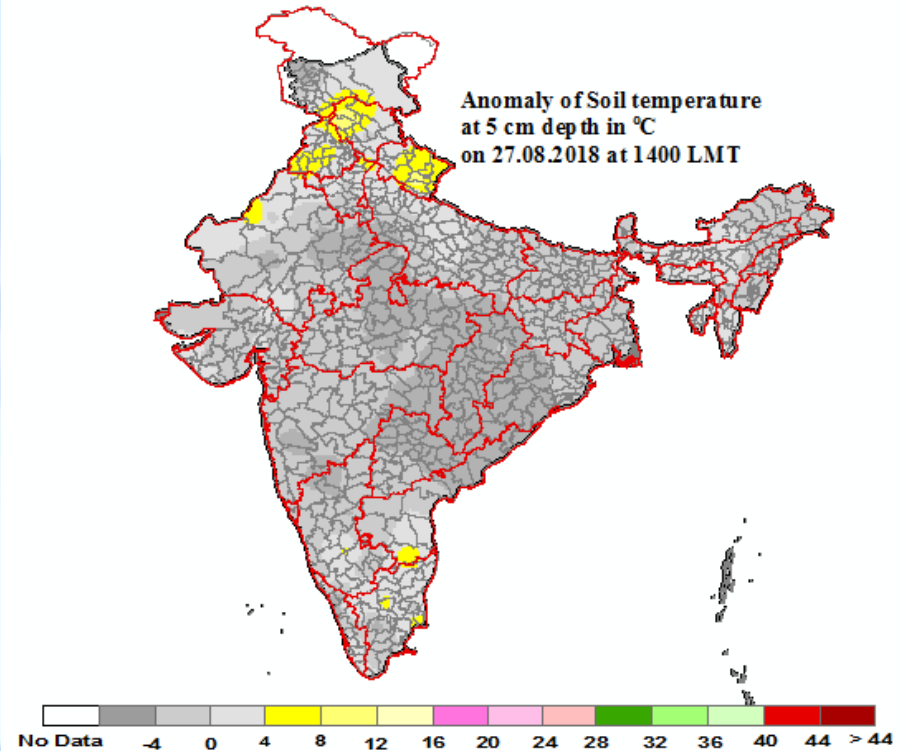 Anomaly of Soil temperature
at 5 cm depth in °C
on 27.08.2018 at 1400 LMT
No Data -4 0 4 8 12 16 20 24 28 32 36 40 44 > 44